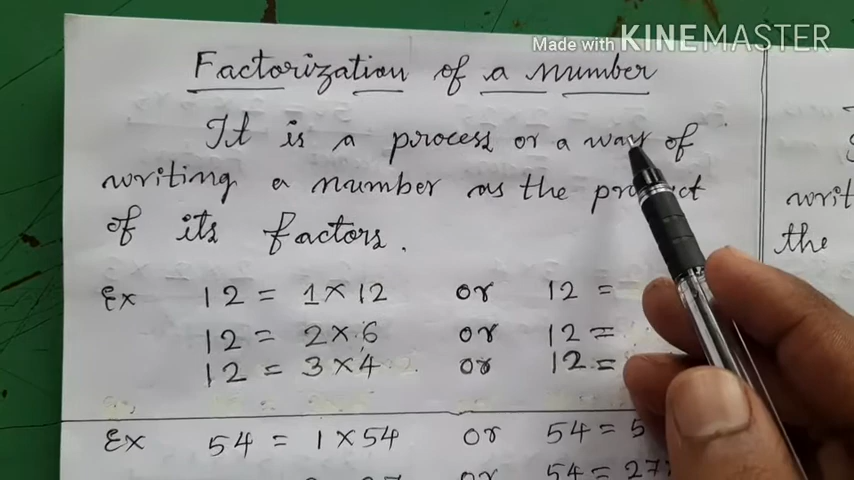 Made with KINEMASTER
Factorization of a number
It is a process or a way of
writing a number as the product
of its factors.
Ex 12 = 1 × 12 or 12 =
12 = 2 × 6 or 12 =
12 = 3 × 4 or 12 =
Ex 54 = 1 × 54 or 54 = 5
or 54 = 27
the